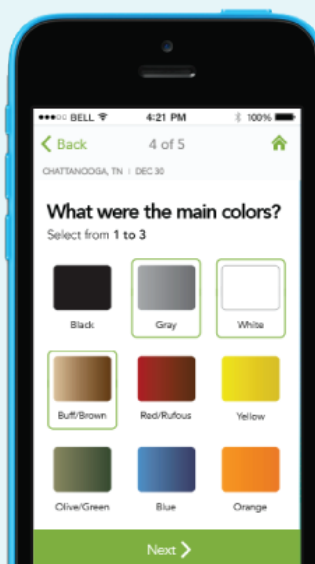 BELL 4:21 PM 100%
Back 4 of 5
CHATTANOOGA, TN | DEC 30
What were the main colors?
Select from 1 to 3
Black Gray White
Buff/Brown Red/Rufous Yellow
Olive/Green Blue Orange
Next